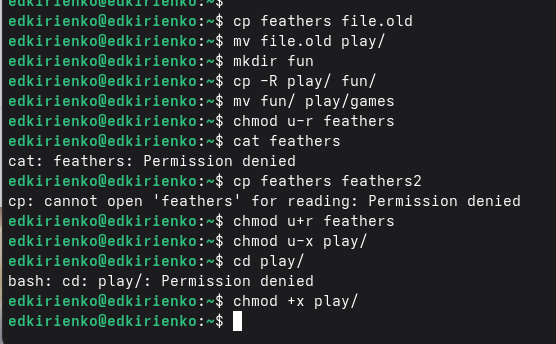 edkirienko@edkirienko:~$
edkirienko@edkirienko:~$ cp feathers file.old
edkirienko@edkirienko:~$ mv file.old play/
edkirienko@edkirienko:~$ mkdir fun
edkirienko@edkirienko:~$ cp -R play/ fun/
edkirienko@edkirienko:~$ mv fun/ play/games
edkirienko@edkirienko:~$ chmod u-r feathers
edkirienko@edkirienko:~$ cat feathers
cat: feathers: Permission denied
edkirienko@edkirienko:~$ cp feathers feathers2
cp: cannot open 'feathers' for reading: Permission denied
edkirienko@edkirienko:~$ chmod u+r feathers
edkirienko@edkirienko:~$ chmod u-x play/
edkirienko@edkirienko:~$ cd play/
bash: cd: play/: Permission denied
edkirienko@edkirienko:~$ chmod +x play/
edkirienko@edkirienko:~$